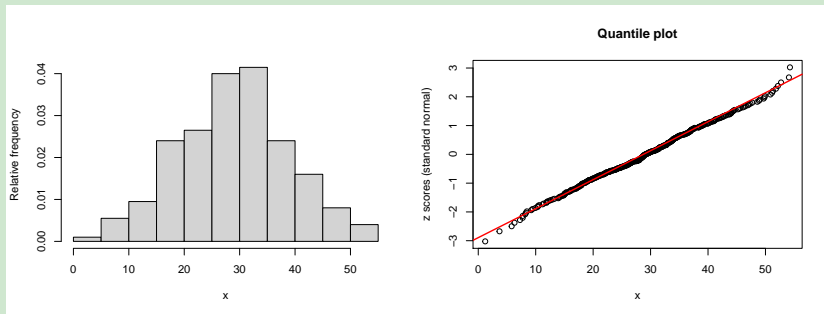 Relative frequency
0.00 0.01 0.02 0.03 0.04
0 10 20 30 40 50
x
Quantile plot
z scores (standard normal)
−3 −2 −1 0 1 2 3
0 10 20 30 40 50
x